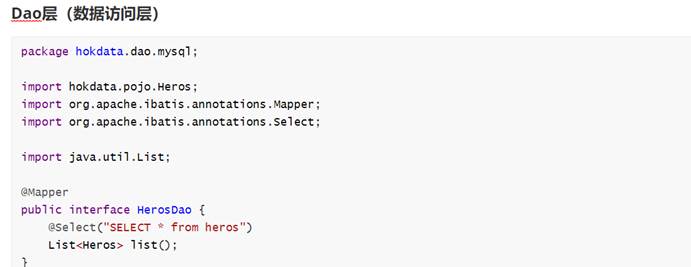 Dao层（数据访问层）
package hokdata.dao.mysql;
import hokdata.pojo.Heros;
import org.apache.ibatis.annotations.Mapper;
import org.apache.ibatis.annotations.Select;
import java.util.List;
@Mapper
public interface HerosDao {
    @Select("SELECT * from heros")
    List<Heros> list();
}